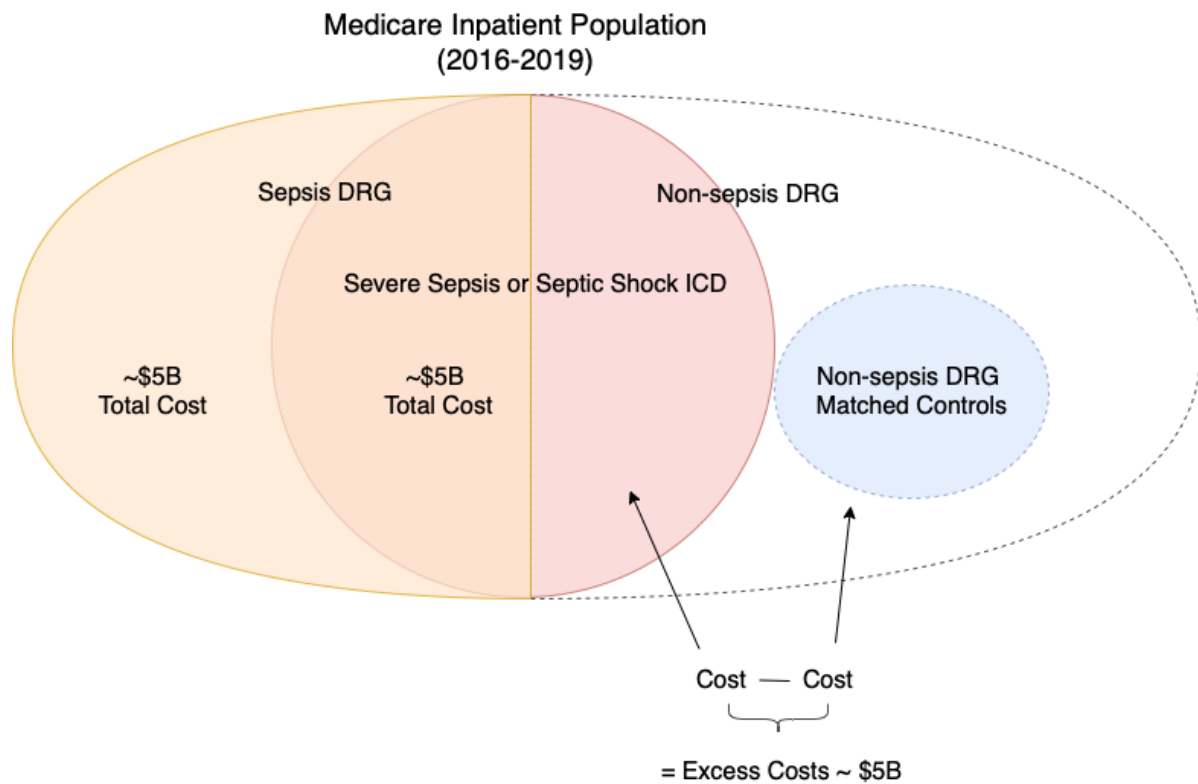 Medicare Inpatient Population
(2016-2019)
Sepsis DRG
Non-sepsis DRG
Severe Sepsis or Septic Shock ICD
~$5B
Total Cost
~$5B
Total Cost
Non-sepsis DRG
Matched Controls
Cost — Cost
= Excess Costs ~ $5B